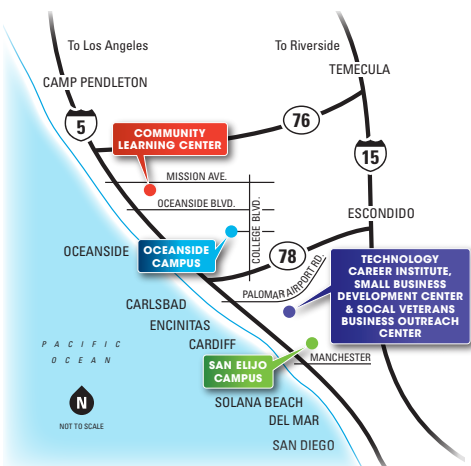 To Los Angeles
To Riverside
TEMECULA
CAMP PENDLETON
5
76
COMMUNITY
LEARNING CENTER
15
MISSION AVE.
OCEANSIDE BLVD.
COLLEGE BLVD.
ESCONDIDO
OCEANSIDE
OCEANSIDE
CAMPUS
78
PALOMAR AIRPORT RD.
TECHNOLOGY
CAREER INSTITUTE,
SMALL BUSINESS
DEVELOPMENT CENTER
& SOCAL VETERANS
BUSINESS OUTREACH
CENTER
CARLSBAD
ENCINITAS
CARDIFF
PACIFIC
OCEAN
SAN ELIJO
CAMPUS
MANCHESTER
N
NOT TO SCALE
SOLANA BEACH
DEL MAR
SAN DIEGO